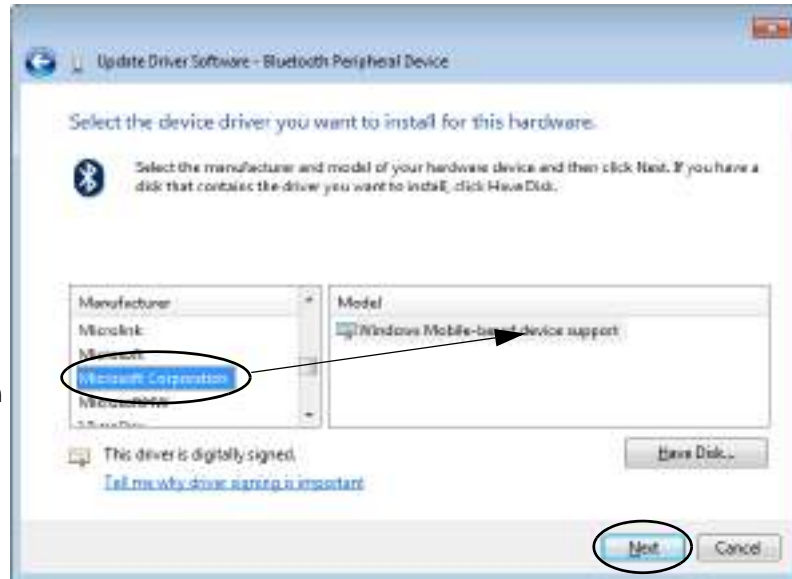 Update Driver Software - Bluetooth Peripheral Device
Select the device driver you want to install for this hardware.
Select the manufacturer and model of your hardware device and then click Next. If you have a
disk that contains the driver you want to install, click Have Disk.
Manufacturer
Model
Microlink
Windows Mobile-based device support
Microsoft
Microsoft Corporation
This driver is digitally signed.
Have Disk...
Tell me why driver signing is important
Next
Cancel